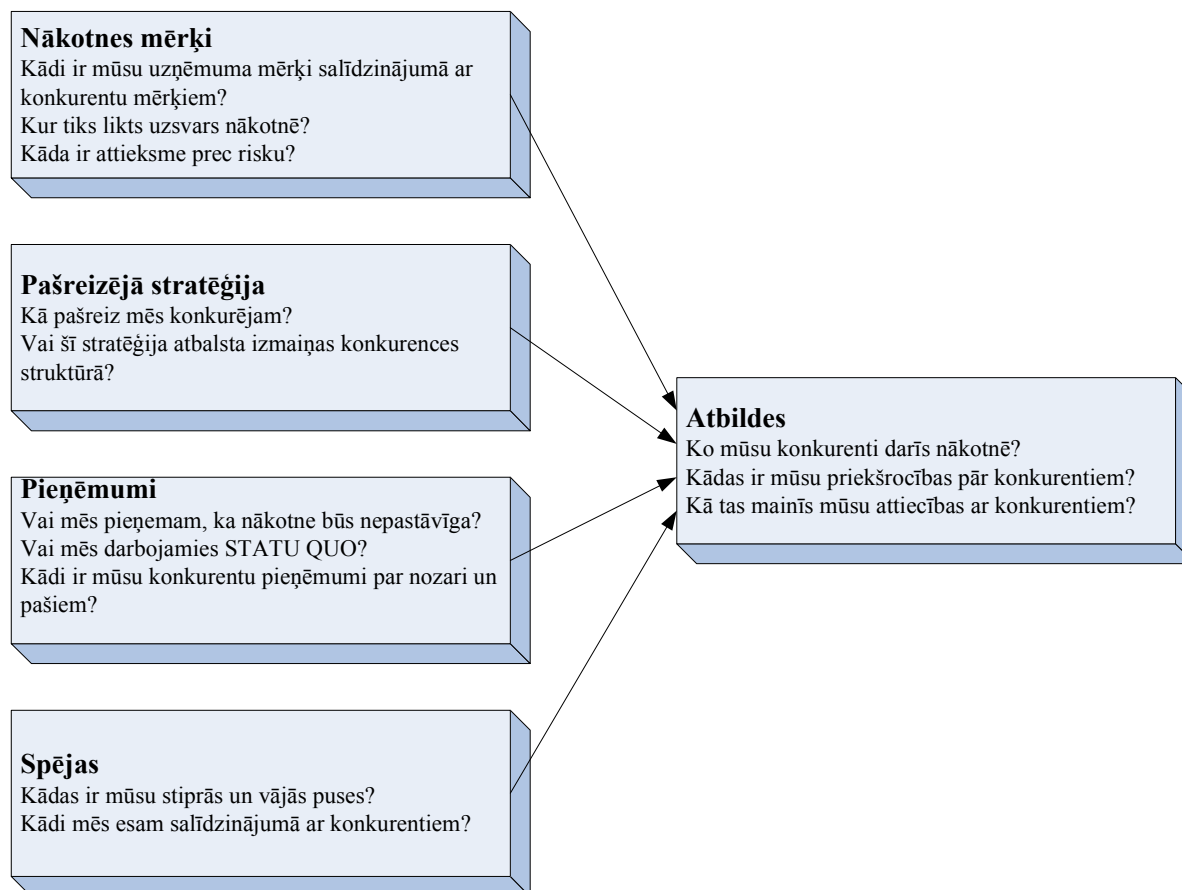 Nākotnes mērķi
Kādi ir mūsu uzņēmuma mērķi salīdzinājumā ar
konkurentu mērķiem?
Kur tiks likts uzsvars nākotnē?
Kāda ir attieksme prec risku?
Pašreizējā stratēģija
Kā pašreiz mēs konkurējam?
Vai šī stratēģija atbalsta izmaiņas konkurences
struktūrā?
Pieņēmumi
Vai mēs pieņemam, ka nākotne būs nepastāvīga?
Vai mēs darbojamies STATU QUO?
Kādi ir mūsu konkurentu pieņēmumi par nozari un
pašiem?
Spējas
Kādas ir mūsu stiprās un vājās puses?
Kādi mēs esam salīdzinājumā ar konkurentiem?
Atbildes
Ko mūsu konkurenti darīs nākotnē?
Kādas ir mūsu priekšrocības pār konkurentiem?
Kā tas mainīs mūsu attiecības ar konkurentiem?